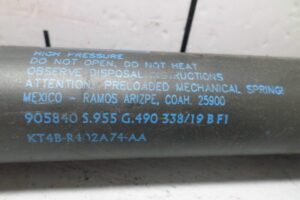 HIGH PRESSURE
DO NOT OPEN, DO NOT HEAT
OBSERVE DISPOSAL INSTRUCTIONS
ATTENTION: PRELOADED MECHANICAL SPRING!
MEXICO - RAMOS ARIZPE, COAH. 25900
905840 S.955 G.490 338/19 B F1
KT4B-R402A74-AA